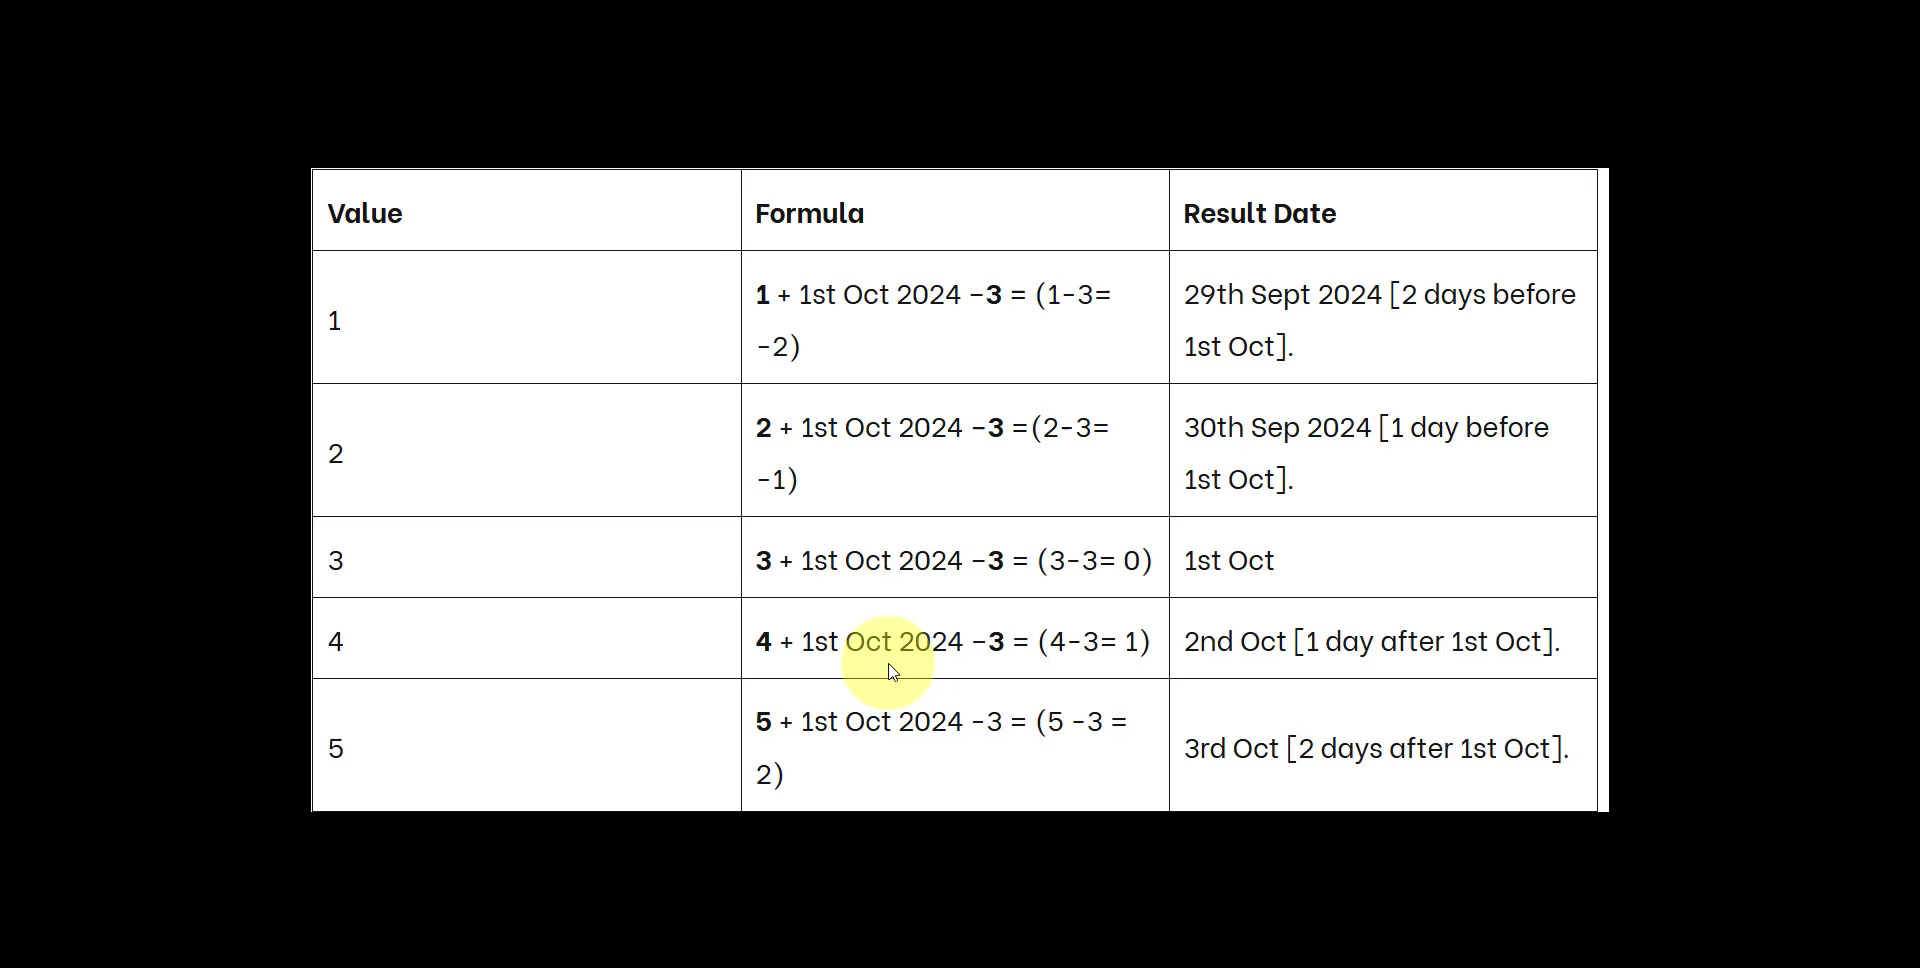 Value Formula Result Date
1 1 + 1st Oct 2024 -3 = (1-3= 29th Sept 2024 [2 days before
-2) 1st Oct].
2 2 + 1st Oct 2024 -3 =(2-3= 30th Sep 2024 [1 day before
-1) 1st Oct].
3 3 + 1st Oct 2024 -3 = (3-3= 0) 1st Oct
4 4 + 1st Oct 2024 -3 = (4-3= 1) 2nd Oct [1 day after 1st Oct].
5 5 + 1st Oct 2024 -3 = (5 -3 = 3rd Oct [2 days after 1st Oct].
2)